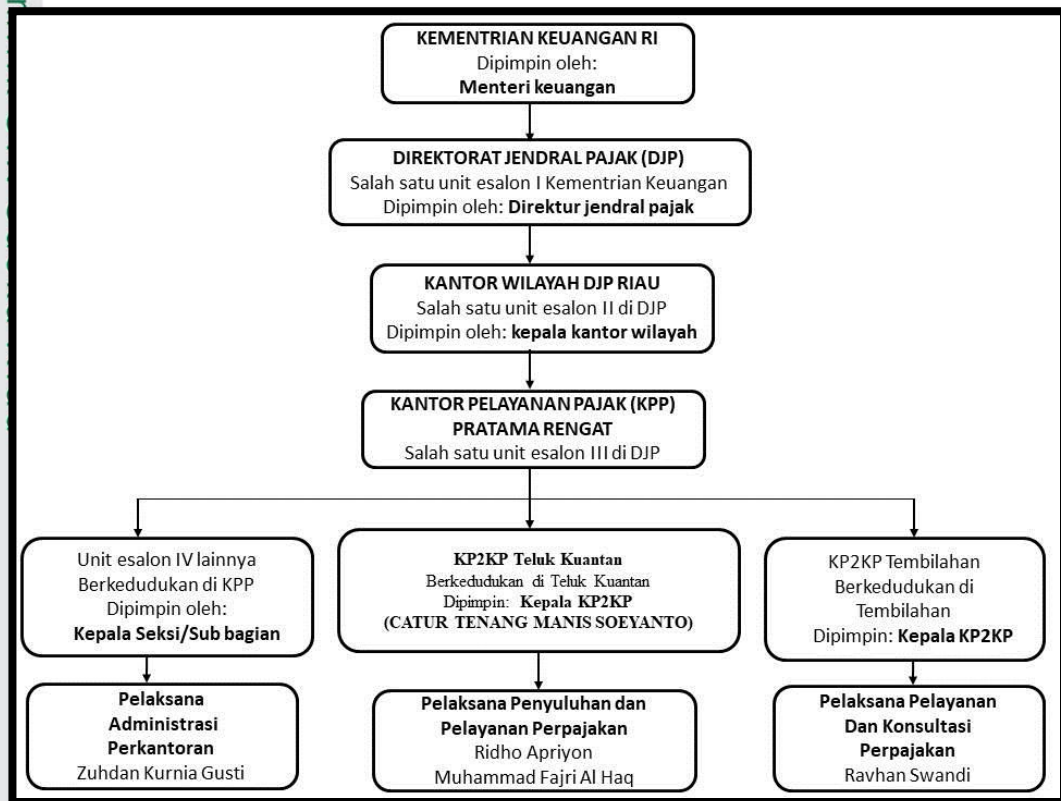 KEMENTRIAN KEUANGAN RI
Dipimpin oleh:
Menteri keuangan
DIREKTORAT JENDRAL PAJAK (DJP)
Salah satu unit esalon I Kementrian Keuangan
Dipimpin oleh: Direktur jendral pajak
KANTOR WILAYAH DJP RIAU
Salah satu unit esalon II di DJP
Dipimpin oleh: kepala kantor wilayah
KANTOR PELAYANAN PAJAK (KPP)
PRATAMA RENGAT
Salah satu unit esalon III di DJP
Unit esalon IV lainnya
Berkedudukan di KPP
Dipimpin oleh:
Kepala Seksi/Sub bagian
KP2KP Teluk Kuantan
Berkedudukan di Teluk Kuantan
Dipimpin: Kepala KP2KP
(CATUR TENANG MANIS SOEYANTO)
KP2KP Tembilahan
Berkedudukan di
Tembilahan
Dipimpin: Kepala KP2KP
Pelaksana
Administrasi
Perkantoran
Zuhdan Kurnia Gusti
Pelaksana Penyuluhan dan
Pelayanan Perpajakan
Ridho Apriyon
Muhammad Fajri Al Haq
Pelaksana Pelayanan
Dan Konsultasi
Perpajakan
Ravhan Swandi